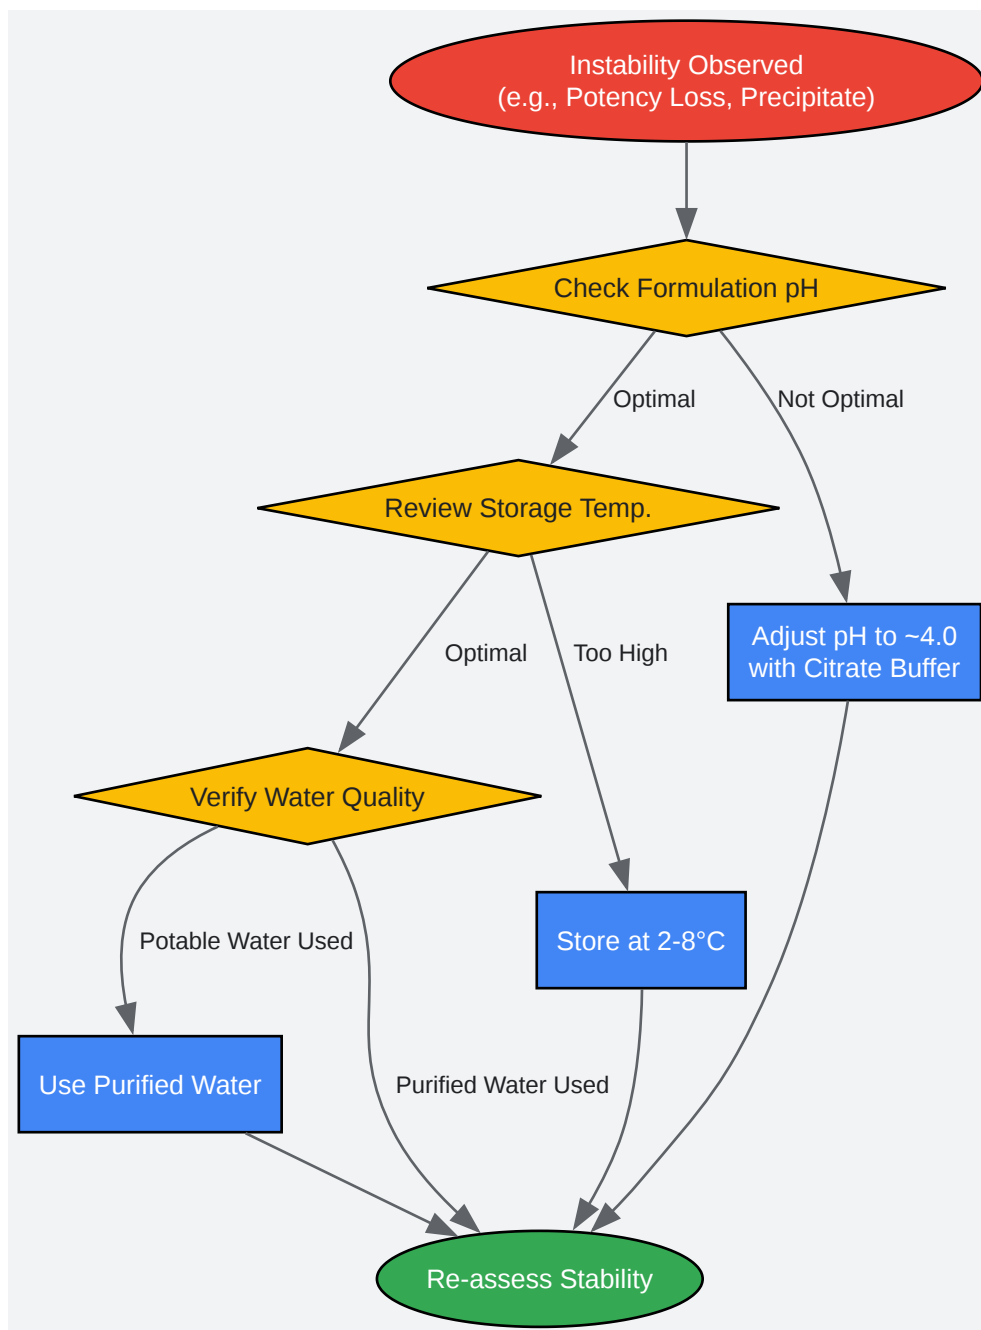 Instability Observed
(e.g., Potency Loss, Precipitate)
Check Formulation pH
Optimal
Not Optimal
Review Storage Temp.
Adjust pH to ~4.0
with Citrate Buffer
Optimal
Too High
Verify Water Quality
Potable Water Used
Store at 2-8°C
Use Purified Water
Purified Water Used
Re-assess Stability